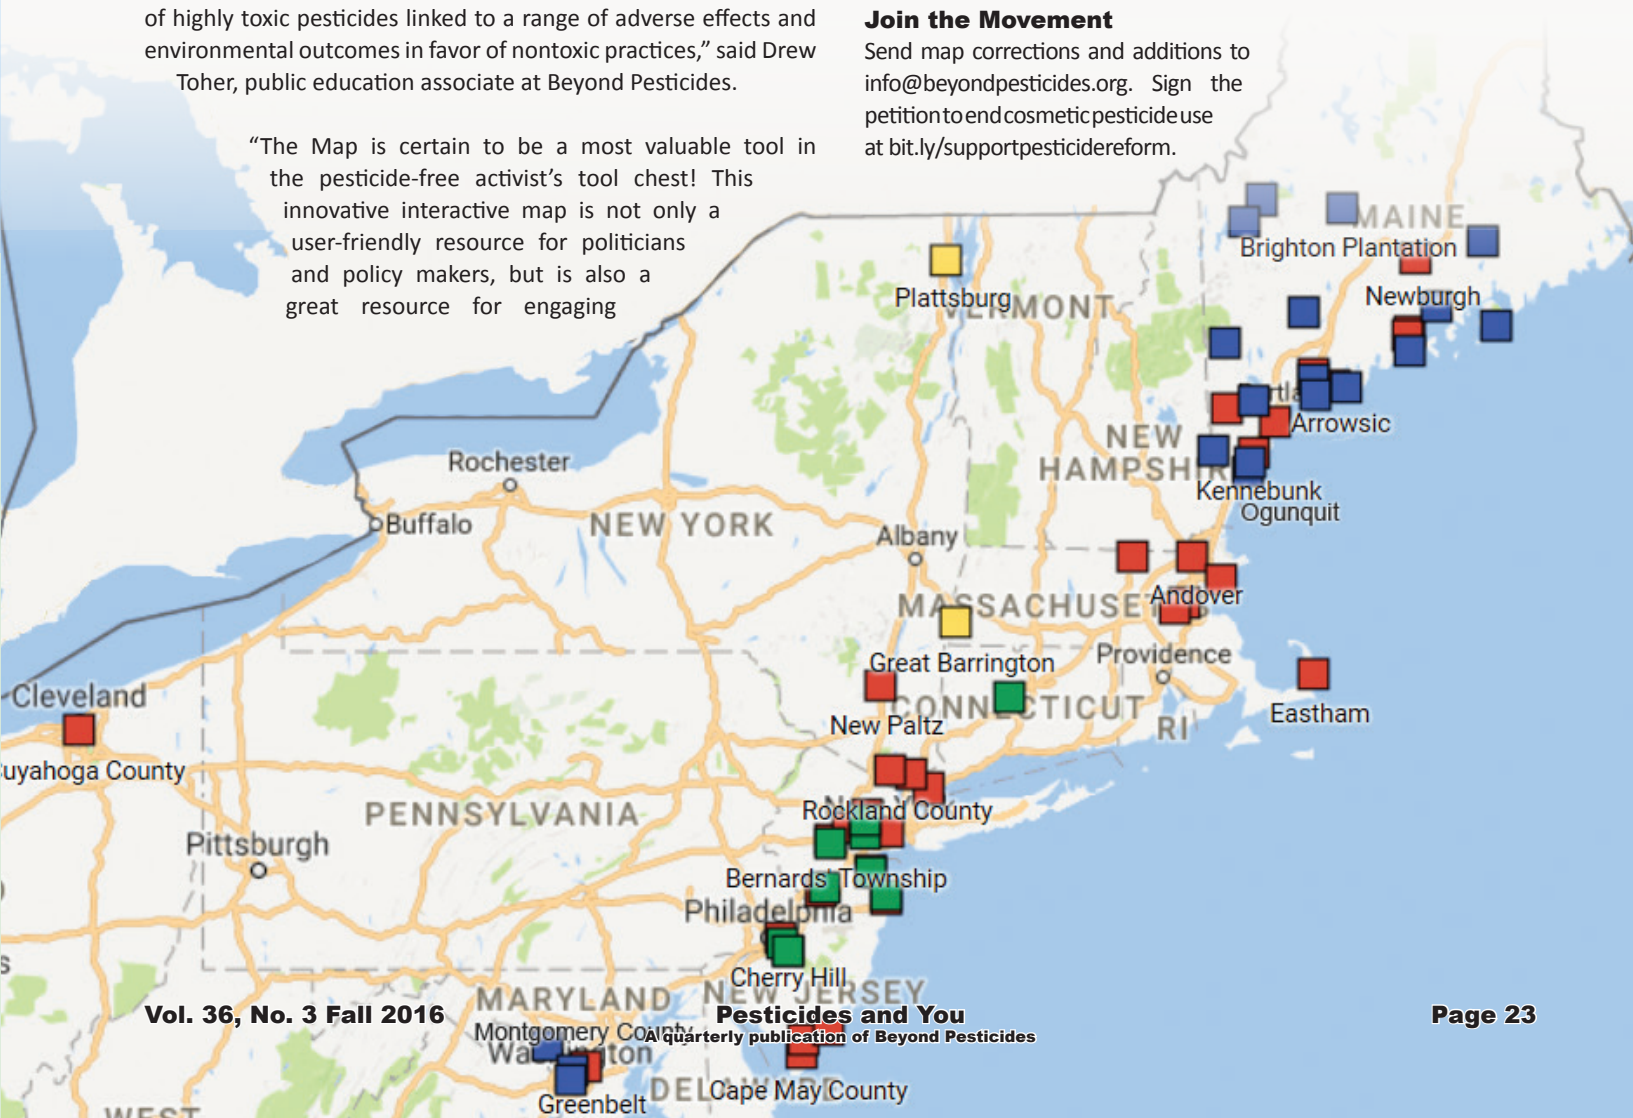 of highly toxic pesticides linked to a range of adverse effects and
environmental outcomes in favor of nontoxic practices,” said Drew
Toher, public education associate at Beyond Pesticides.
“The Map is certain to be a most valuable tool in
the pesticide-free activist’s tool chest! This
innovative interactive map is not only a
user-friendly resource for politicians
and policy makers, but is also a
great resource for engaging
Join the Movement
Send map corrections and additions to
info@beyondpesticides.org. Sign the
petition to end cosmetic pesticide use
at bit.ly/supportpesticidereform.
MAINE
Brighton Plantation
Plattsburg
VERMONT
Newburgh
Arrowsic
NEW
HAMPSHIR
Rochester
Kennebunk
Ogunquit
Buffalo
NEW YORK
Albany
Andover
MASSACHUSETTS
Great Barrington
Providence
Cleveland
CONNECTICUT
Eastham
New Paltz
RI
uyahoga County
Rockland County
PENNSYLVANIA
Pittsburgh
Bernards' Township
Philadelphia
Cherry Hill
MARYLAND
NEW JERSEY
Montgomery County
Washington
DELAWARE
Cape May County
Greenbelt
WEST
Vol. 36, No. 3 Fall 2016
Pesticides and You
A quarterly publication of Beyond Pesticides
Page 23